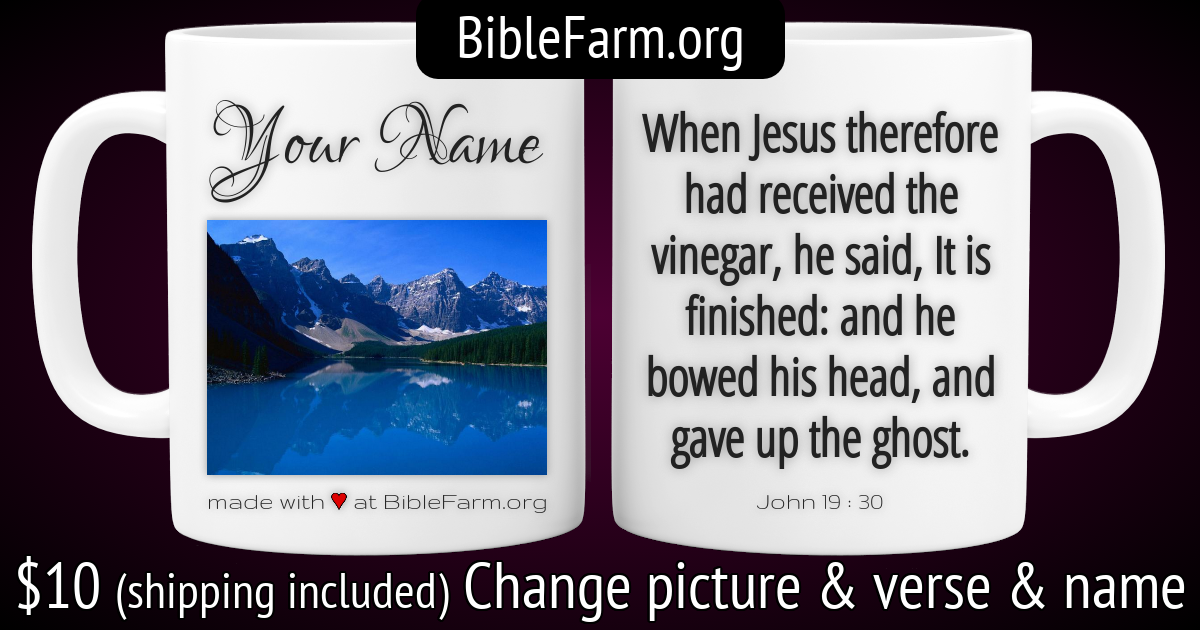 BibleFarm.org
Your Name
made with ♥ at BibleFarm.org
When Jesus therefore
had received the
vinegar, he said, It is
finished: and he
bowed his head, and
gave up the ghost.
John 19 : 30
$10 (shipping included) Change picture & verse & name